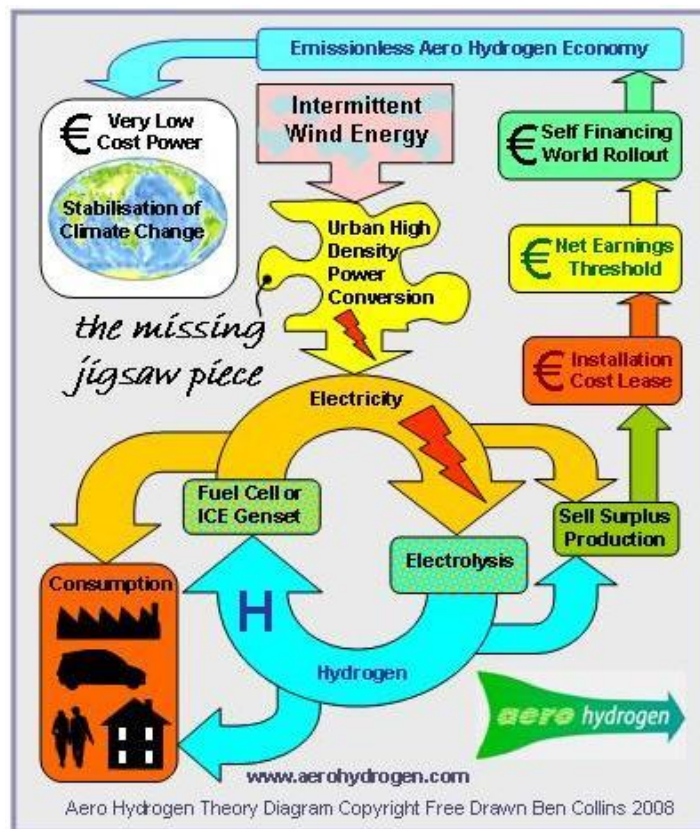 Emissionless Aero Hydrogen Economy
€ Very Low
Cost Power
Stabilisation of
Climate Change
Intermittent
Wind Energy
Urban High
Density
Power
Conversion
the missing
jigsaw piece
€ Self Financing
World Rollout
€ Net Earnings
Threshold
€ Installation
Cost Lease
Electricity
Fuel Cell or
ICE Genset
Electrolysis
Sell Surplus
Production
Consumption
H
Hydrogen
aero hydrogen
www.aerohydrogen.com
Aero Hydrogen Theory Diagram Copyright Free Drawn Ben Collins 2008